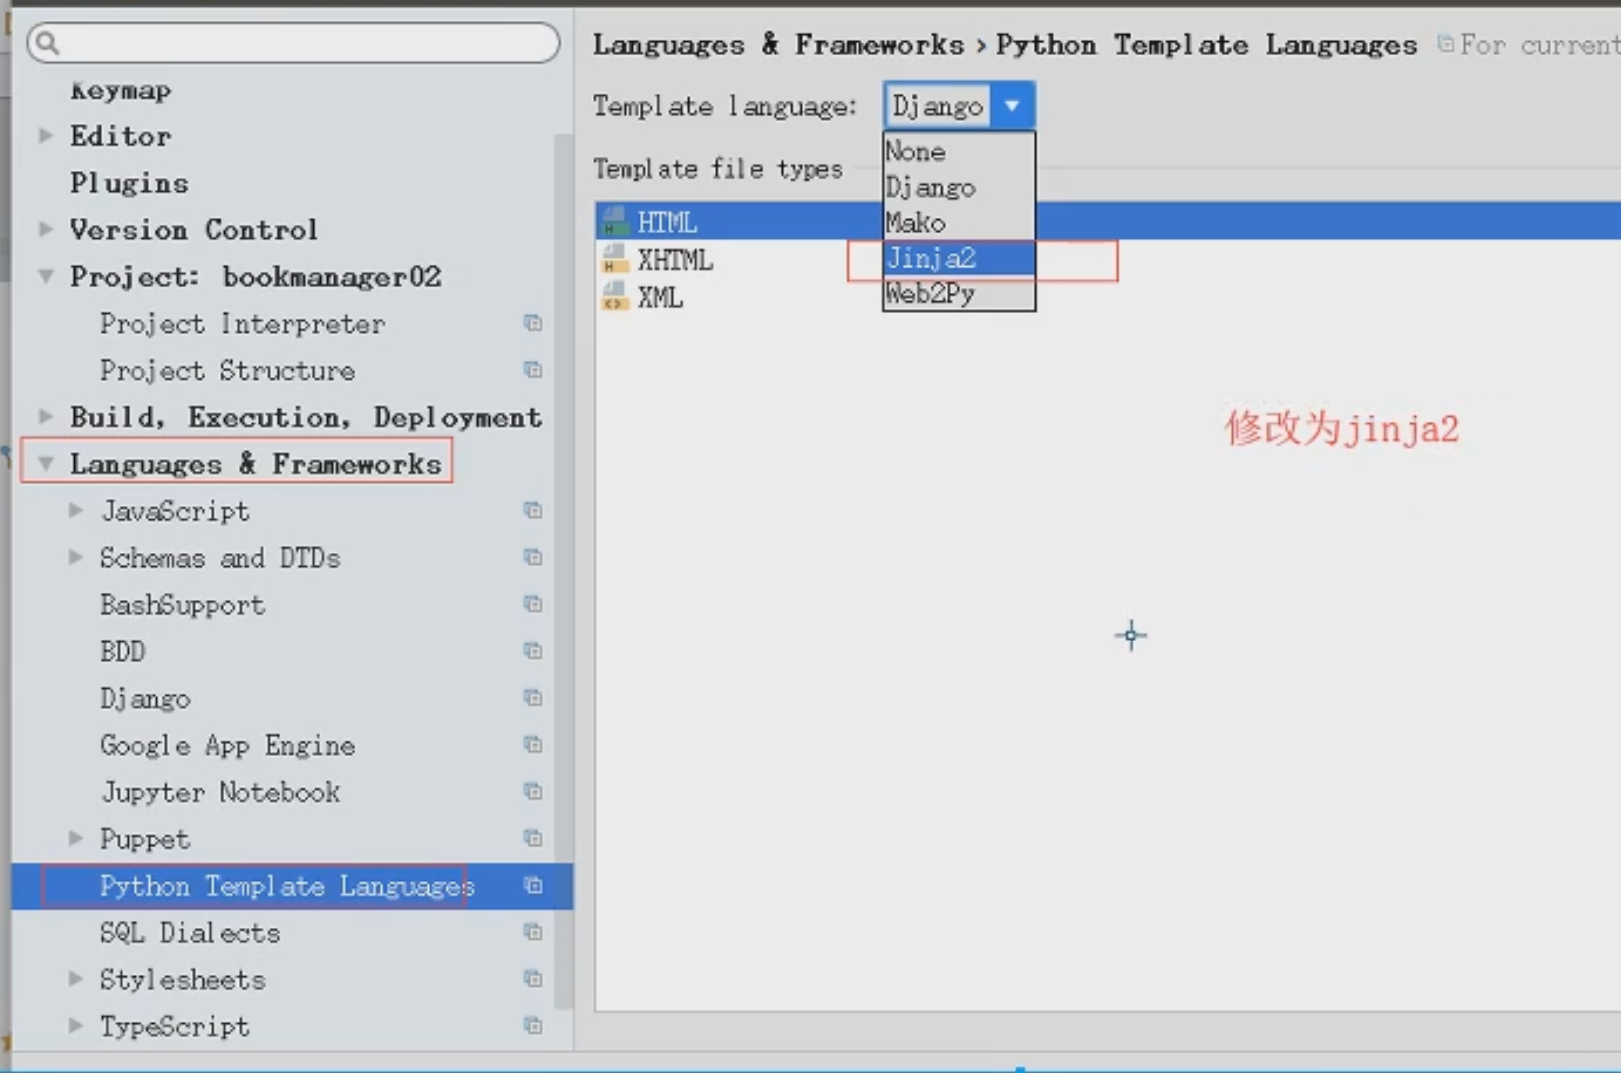 Keymap
Editor
Plugins
Version Control
Project: bookmanager02
Project Interpreter
Project Structure
Build, Execution, Deployment
Languages & Frameworks
JavaScript
Schemas and DTDs
BashSupport
BDD
Django
Google App Engine
Jupyter Notebook
Puppet
Python Template Languages
SQL Dialects
Stylesheets
TypeScript
Languages & Frameworks › Python Template Languages For current
Template language: Django
None
Django
Mako
Jinja2
Web2Py
Template file types
HTML
XHTML
XML
修改为jinja2